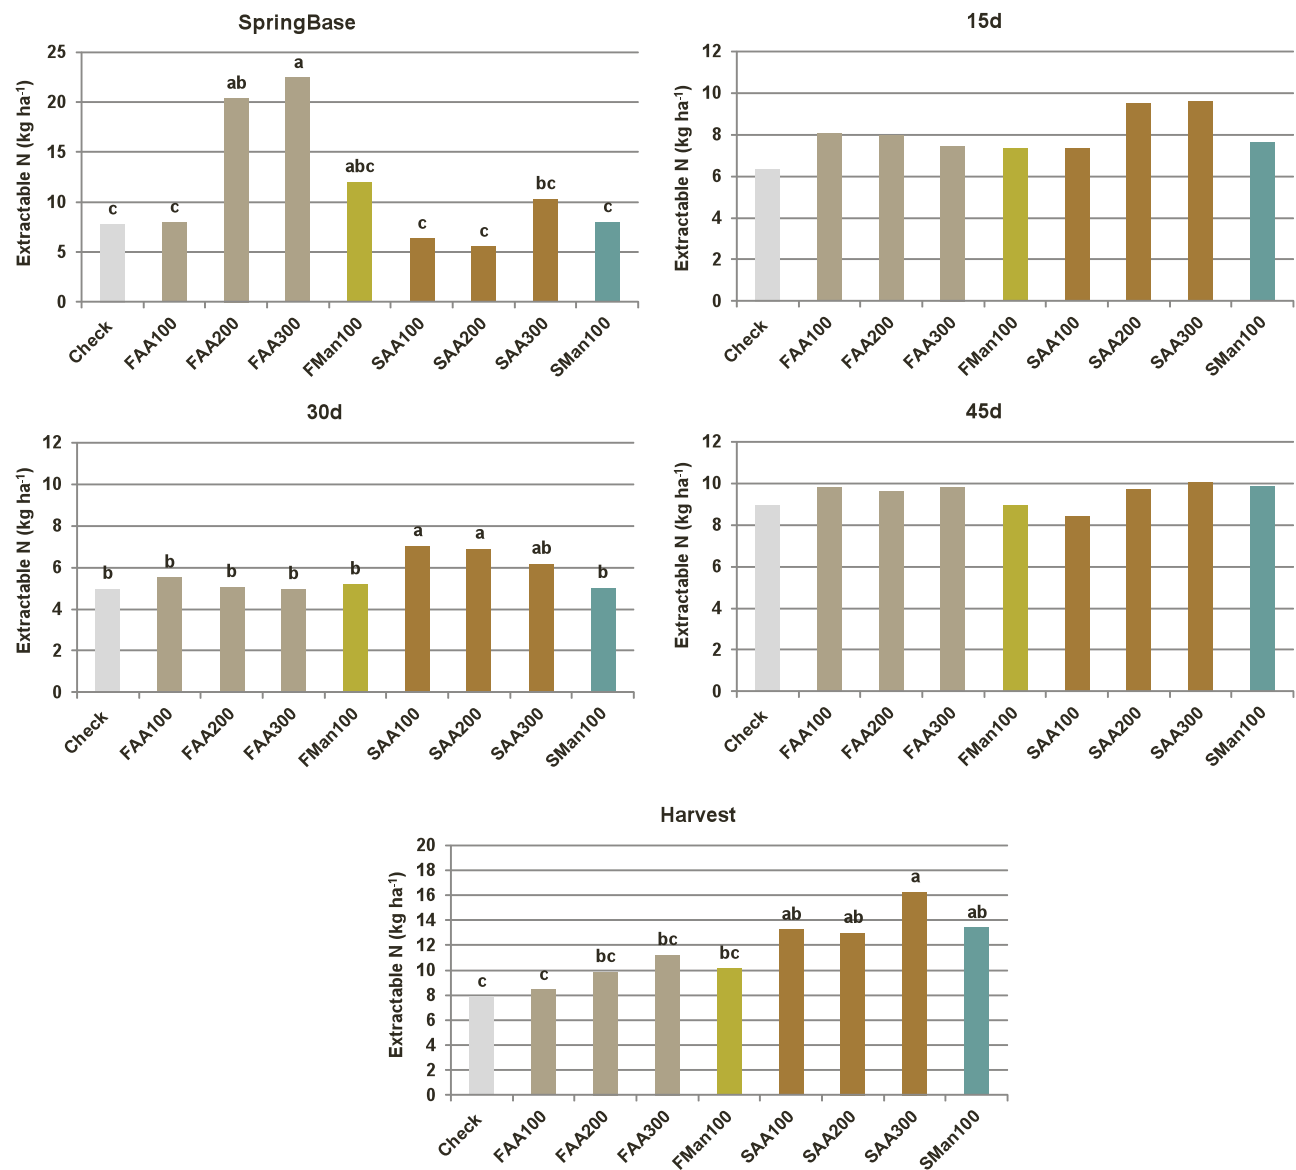 SpringBase
Extractable N (kg ha⁻¹)
25
20
15
10
5
0
c
c
ab
a
abc
c
c
bc
c
Check
FAA100
FAA200
FAA300
FMan100
SAA100
SAA200
SAA300
SMan100
15d
Extractable N (kg ha⁻¹)
12
10
8
6
4
2
0
Check
FAA100
FAA200
FAA300
FMan100
SAA100
SAA200
SAA300
SMan100
30d
Extractable N (kg ha⁻¹)
12
10
8
6
4
2
0
b
b
b
b
b
a
a
ab
b
Check
FAA100
FAA200
FAA300
FMan100
SAA100
SAA200
SAA300
SMan100
45d
Extractable N (kg ha⁻¹)
12
10
8
6
4
2
0
Check
FAA100
FAA200
FAA300
FMan100
SAA100
SAA200
SAA300
SMan100
Harvest
Extractable N (kg ha⁻¹)
20
18
16
14
12
10
8
6
4
2
0
c
c
bc
bc
bc
ab
ab
a
ab
Check
FAA100
FAA200
FAA300
FMan100
SAA100
SAA200
SAA300
SMan100